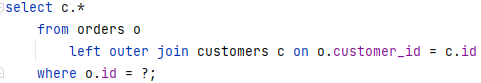 select c.*
from orders o
left outer join customers c on o.customer_id = c.id
where o.id = ?;